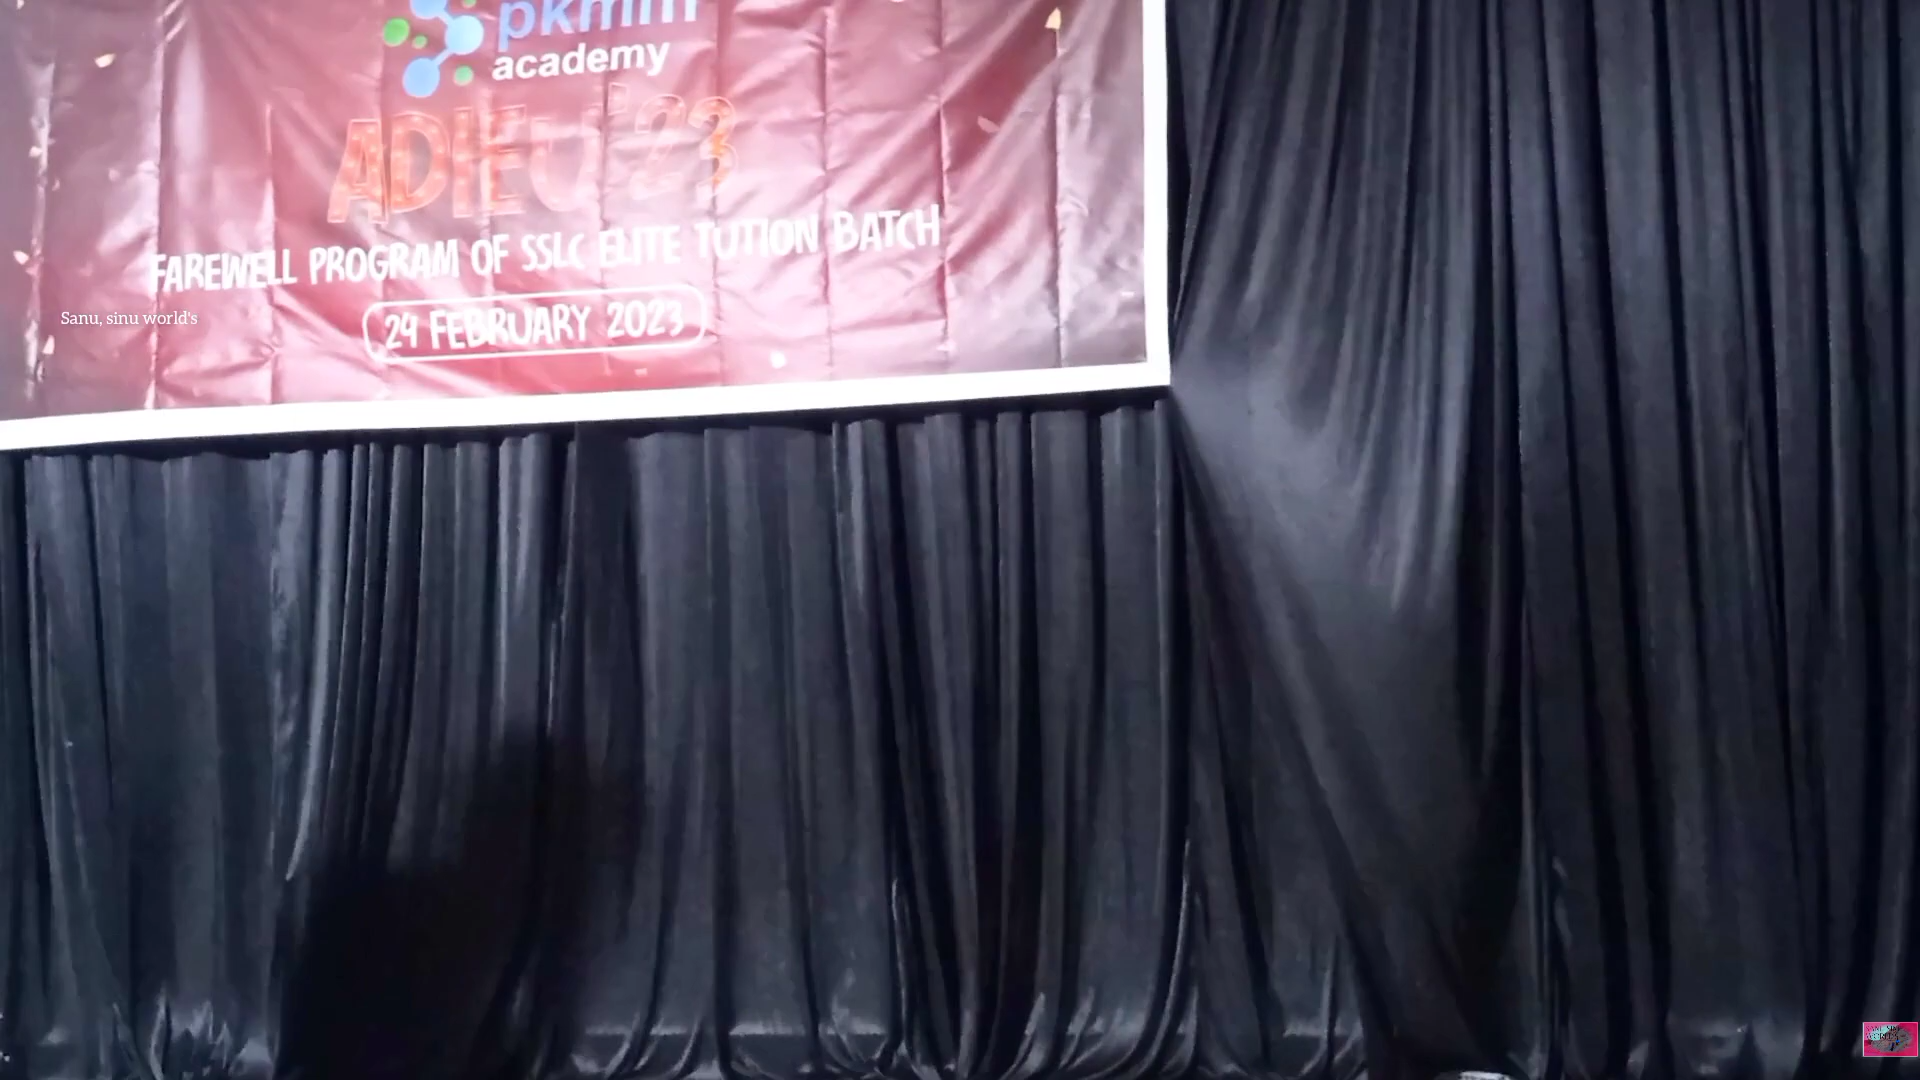 pkmm
academy
ADIEU '23
FAREWELL PROGRAM OF SSLC ELITE TUTION BATCH
24 FEBRUARY 2023
Sanu, sinu world's